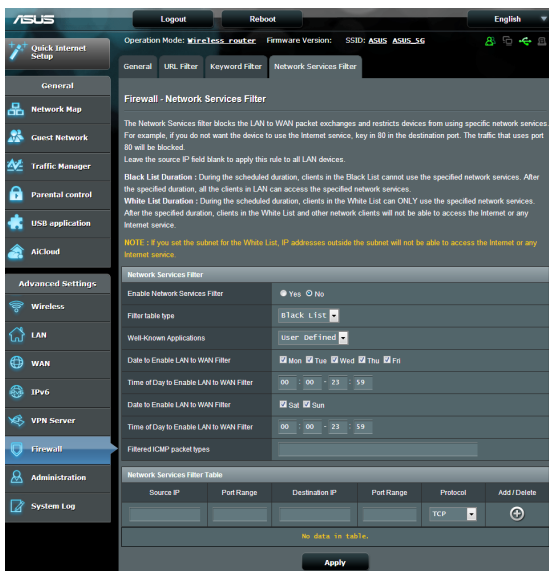 ASUS
Logout
Reboot
English
Quick Internet Setup
Operation Mode: Wireless router Firmware Version: SSID: ASUS ASUS_5G
General
URL Filter
Keyword Filter
Network Services Filter
General
Network Map
Guest Network
Traffic Manager
Parental control
USB application
AiCloud
Advanced Settings
Wireless
LAN
WAN
IPv6
VPN Server
Firewall
Administration
System Log
Firewall - Network Services Filter
The Network Services filter blocks the LAN to WAN packet exchanges and restricts devices from using specific network services.
For example, if you do not want the device to use the Internet service, key in 80 in the destination port. The traffic that uses port
80 will be blocked.
Leave the source IP field blank to apply this rule to all LAN devices.
Black List Duration : During the scheduled duration, clients in the Black List cannot use the specified network services. After
the specified duration, all the clients in LAN can access the specified network services.
White List Duration : During the scheduled duration, clients in the White List can ONLY use the specified network services.
After the specified duration, clients in the White List and other network clients will not be able to access the Internet or any
Internet service.
NOTE : If you set the subnet for the White List, IP addresses outside the subnet will not be able to access the Internet or any
Internet service.
Network Services Filter
Enable Network Services Filter Yes No
Filter table type Black List
Well-Known Applications User Defined
Date to Enable LAN to WAN Filter Mon Tue Wed Thu Fri
Time of Day to Enable LAN to WAN Filter 00 : 00 - 23 : 59
Date to Enable LAN to WAN Filter Sat Sun
Time of Day to Enable LAN to WAN Filter 00 : 00 - 23 : 59
Filtered ICMP packet types
Network Services Filter Table
Source IP Port Range Destination IP Port Range Protocol Add / Delete
TCP
No data in table.
Apply